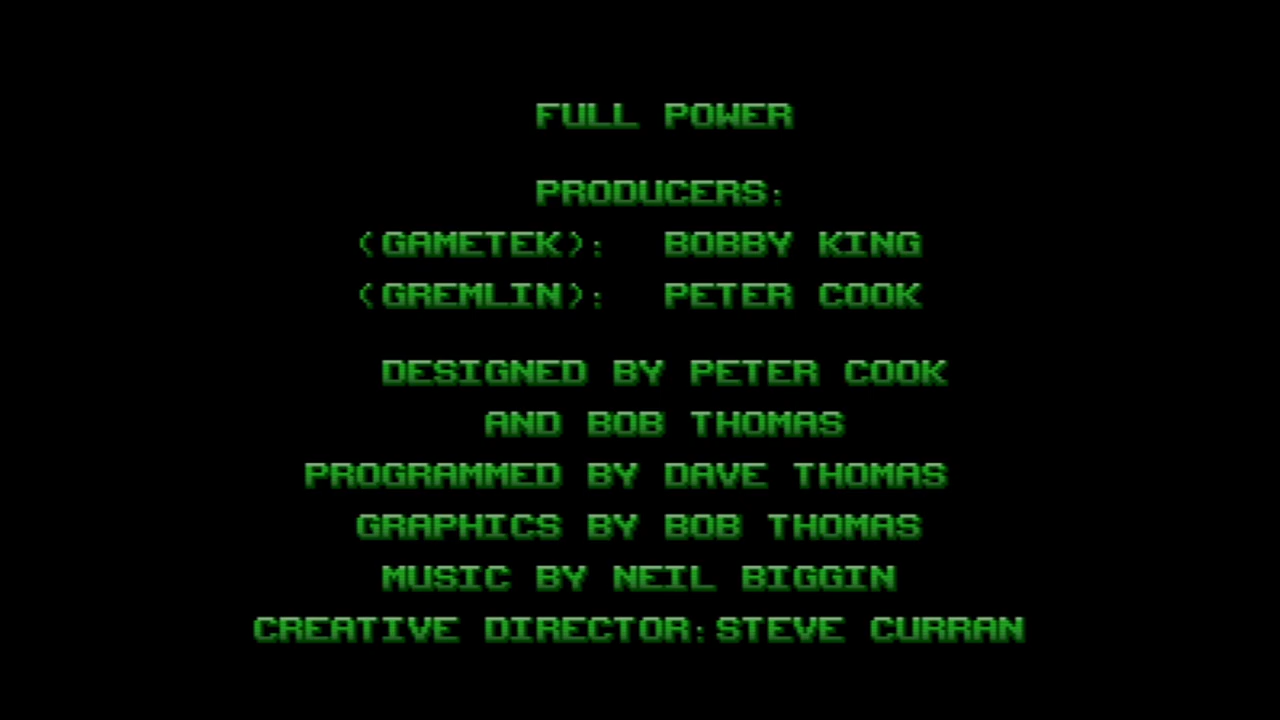 FULL POWER
PRODUCERS:
(GAMETEK): BOBBY KING
(GREMLIN): PETER COOK
DESIGNED BY PETER COOK
AND BOB THOMAS
PROGRAMMED BY DAVE THOMAS
GRAPHICS BY BOB THOMAS
MUSIC BY NEIL BIGGIN
CREATIVE DIRECTOR:STEVE CURRAN